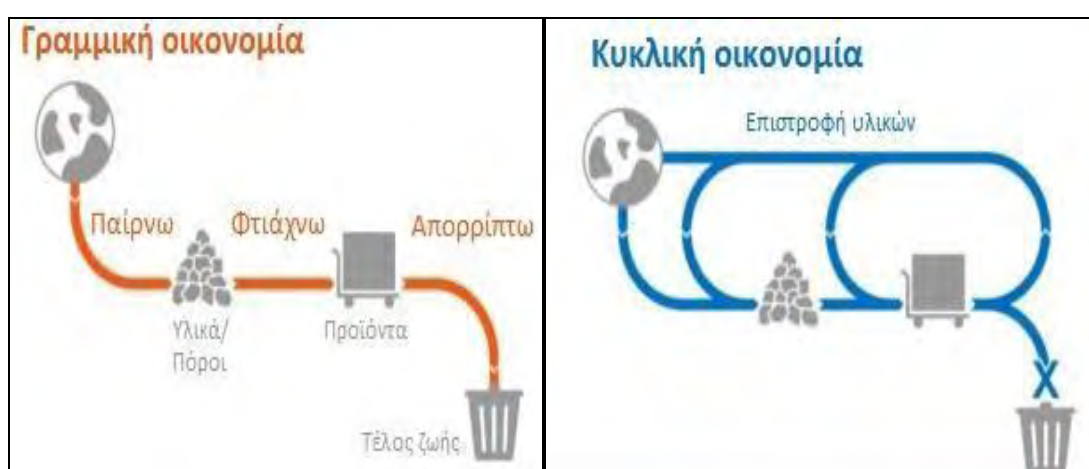 Γραμμική οικονομία
Παίρνω
Φτιάχνω
Απορρίπτω
Υλικά/
Πόροι
Προϊόντα
Τέλος ζωής
Κυκλική οικονομία
Επιστροφή υλικών
X